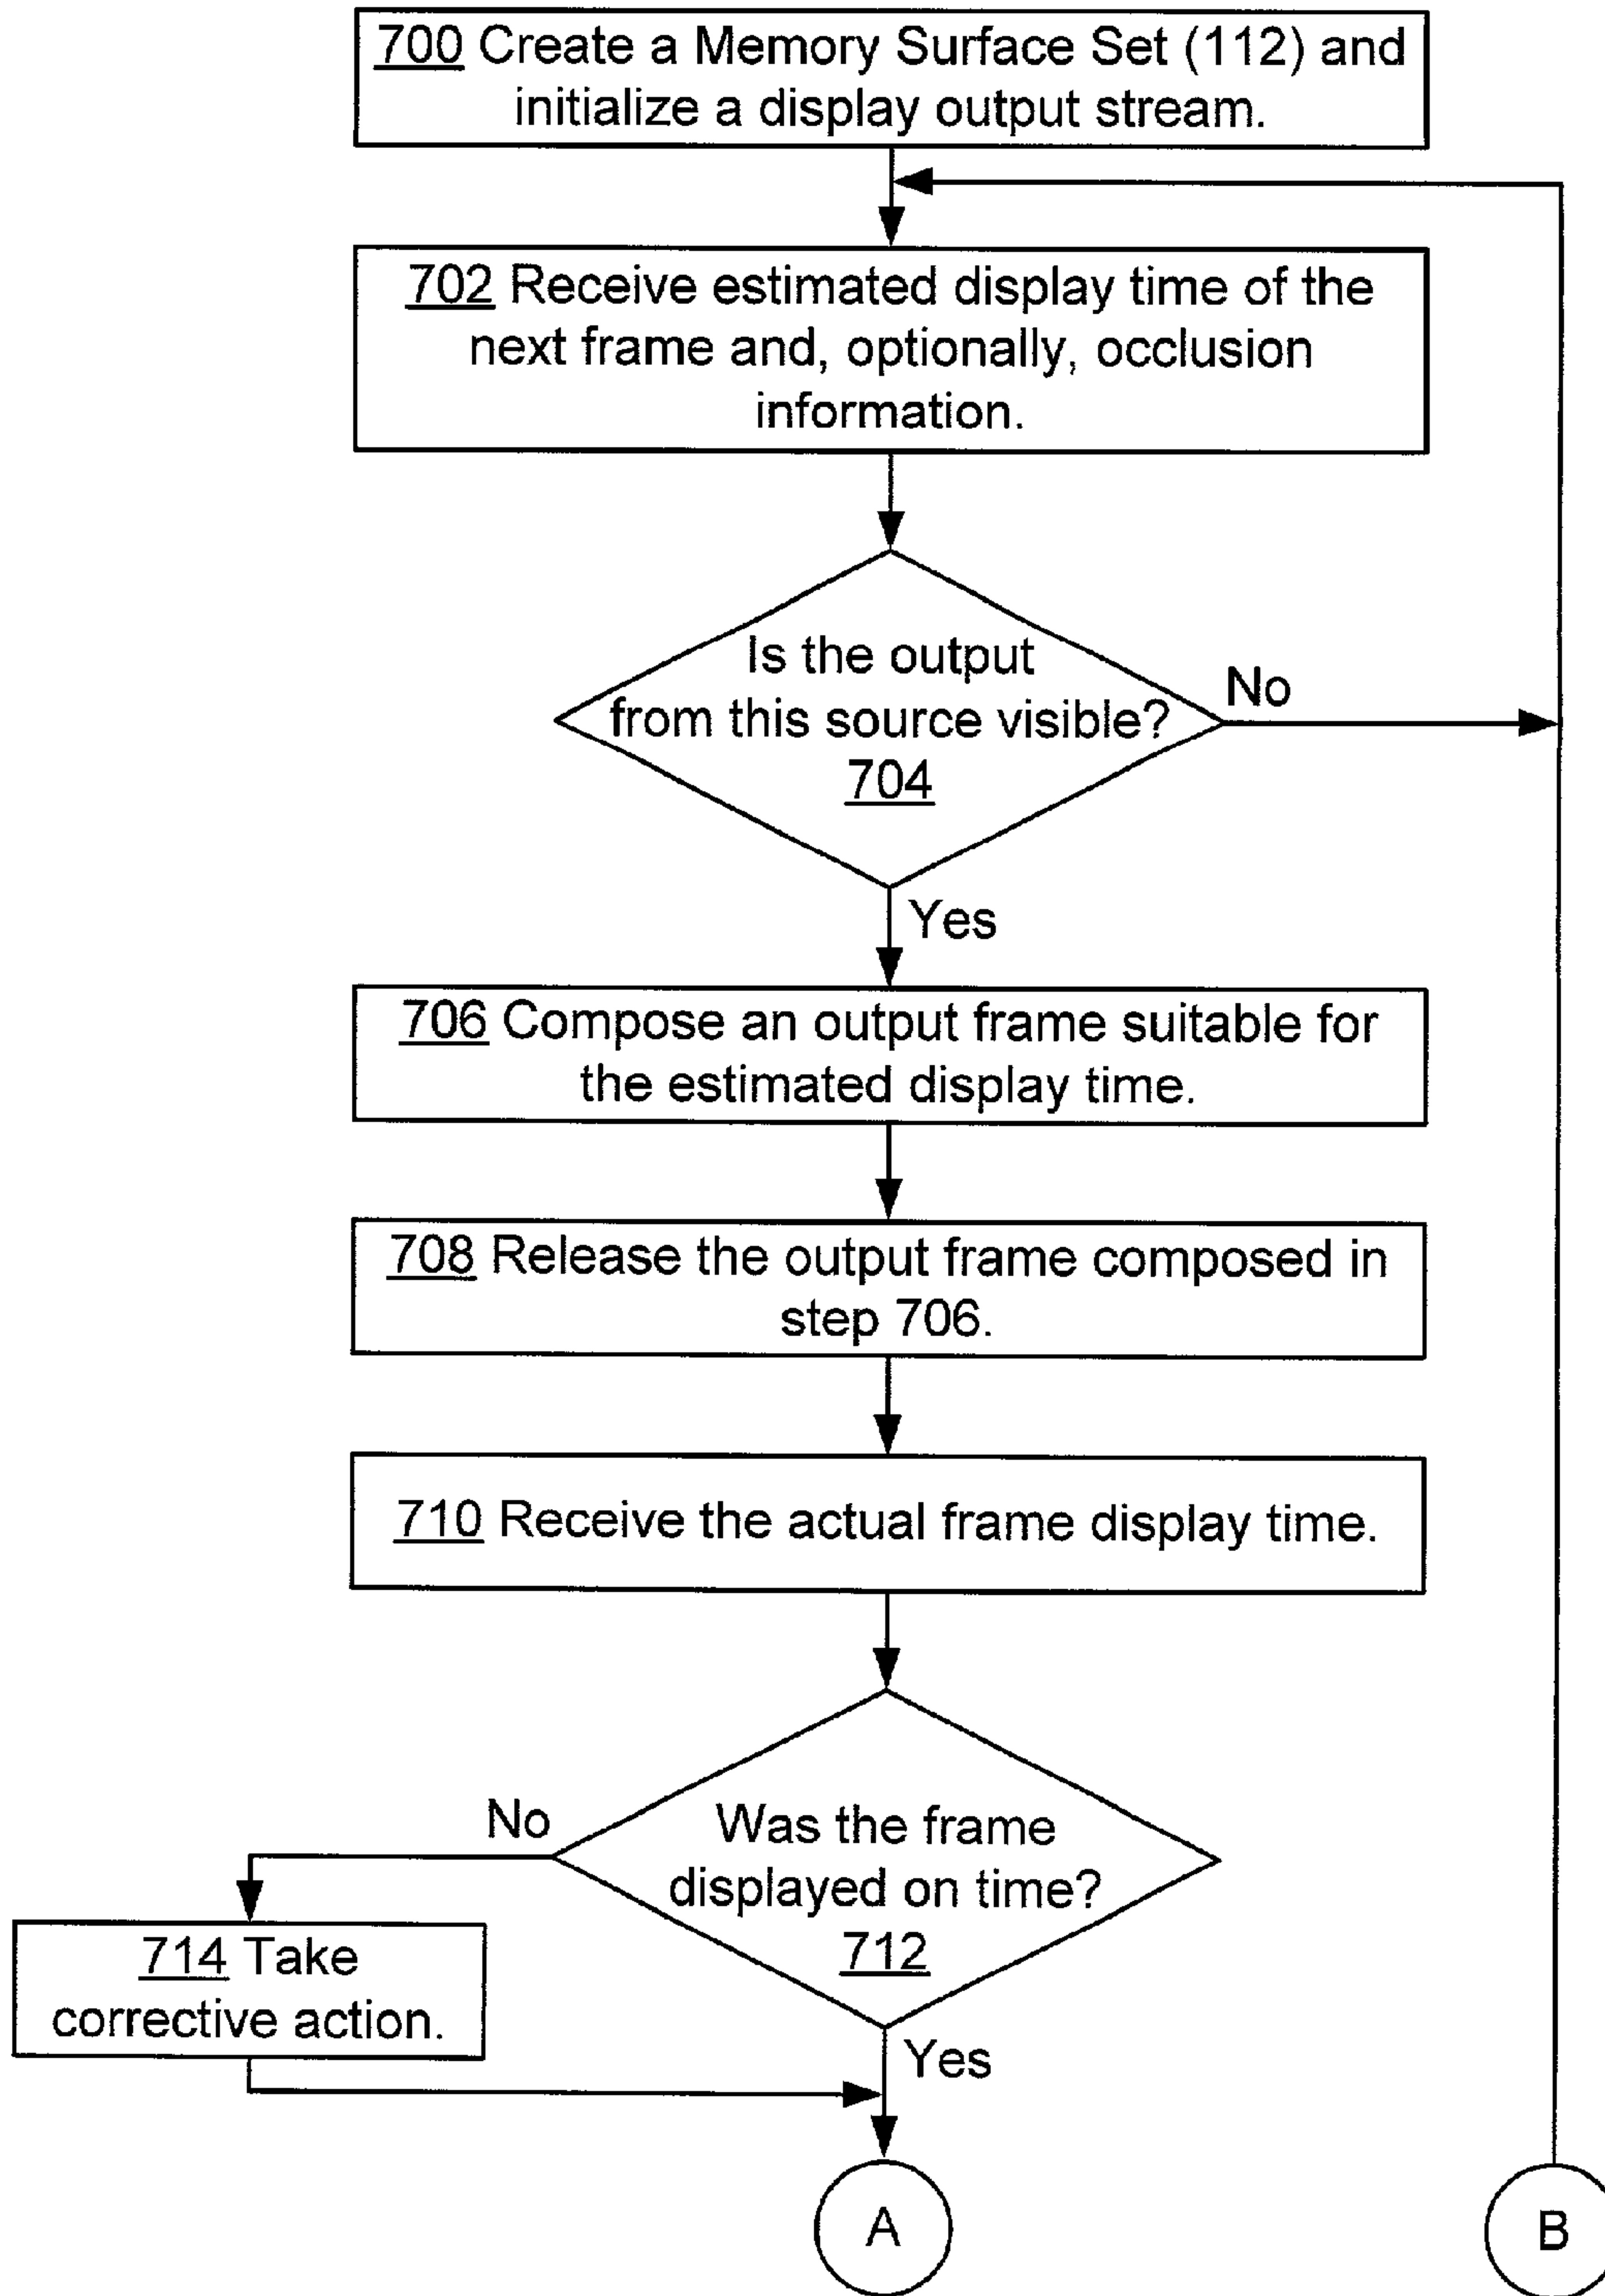 700 Create a Memory Surface Set (112) and
initialize a display output stream.
702 Receive estimated display time of the
next frame and, optionally, occlusion
information.
Is the output
from this source visible?
704
No
Yes
706 Compose an output frame suitable for
the estimated display time.
708 Release the output frame composed in
step 706.
710 Receive the actual frame display time.
Was the frame
displayed on time?
712
No
714 Take
corrective action.
Yes
A
B